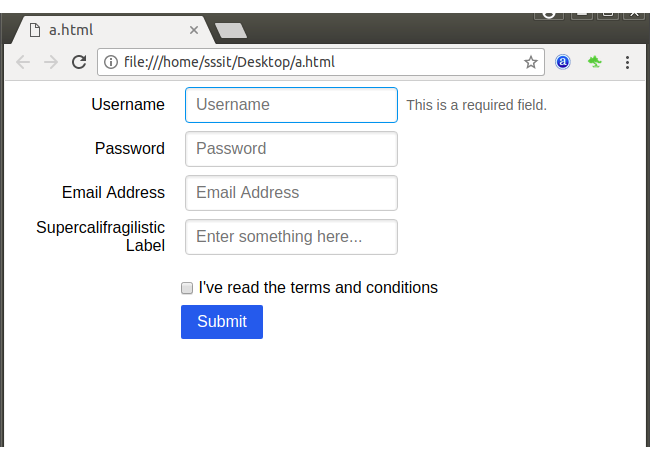 a.html
file:///home/sssit/Desktop/a.html
a
Username
Username
This is a required field.
Password
Password
Email Address
Email Address
Supercalifragilistic
Label
Enter something here...
I've read the terms and conditions
Submit